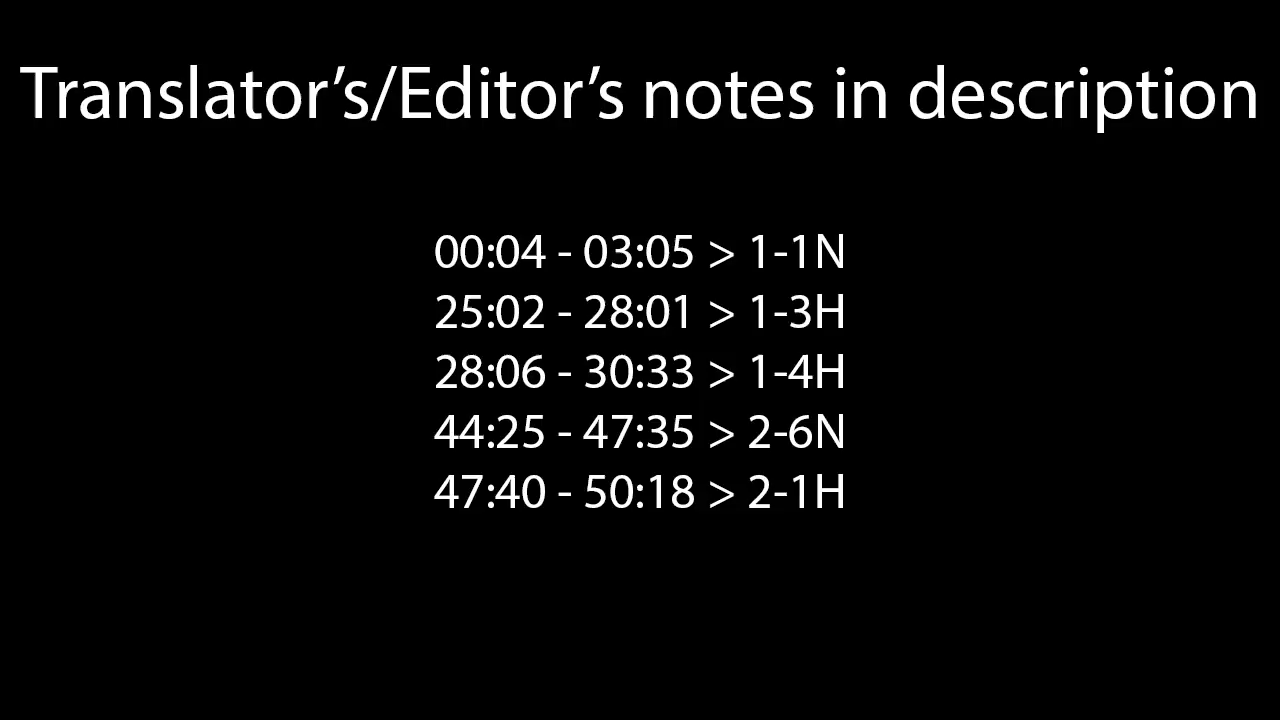 Translator’s/Editor’s notes in description
00:04 - 03:05 > 1-1N
25:02 - 28:01 > 1-3H
28:06 - 30:33 > 1-4H
44:25 - 47:35 > 2-6N
47:40 - 50:18 > 2-1H